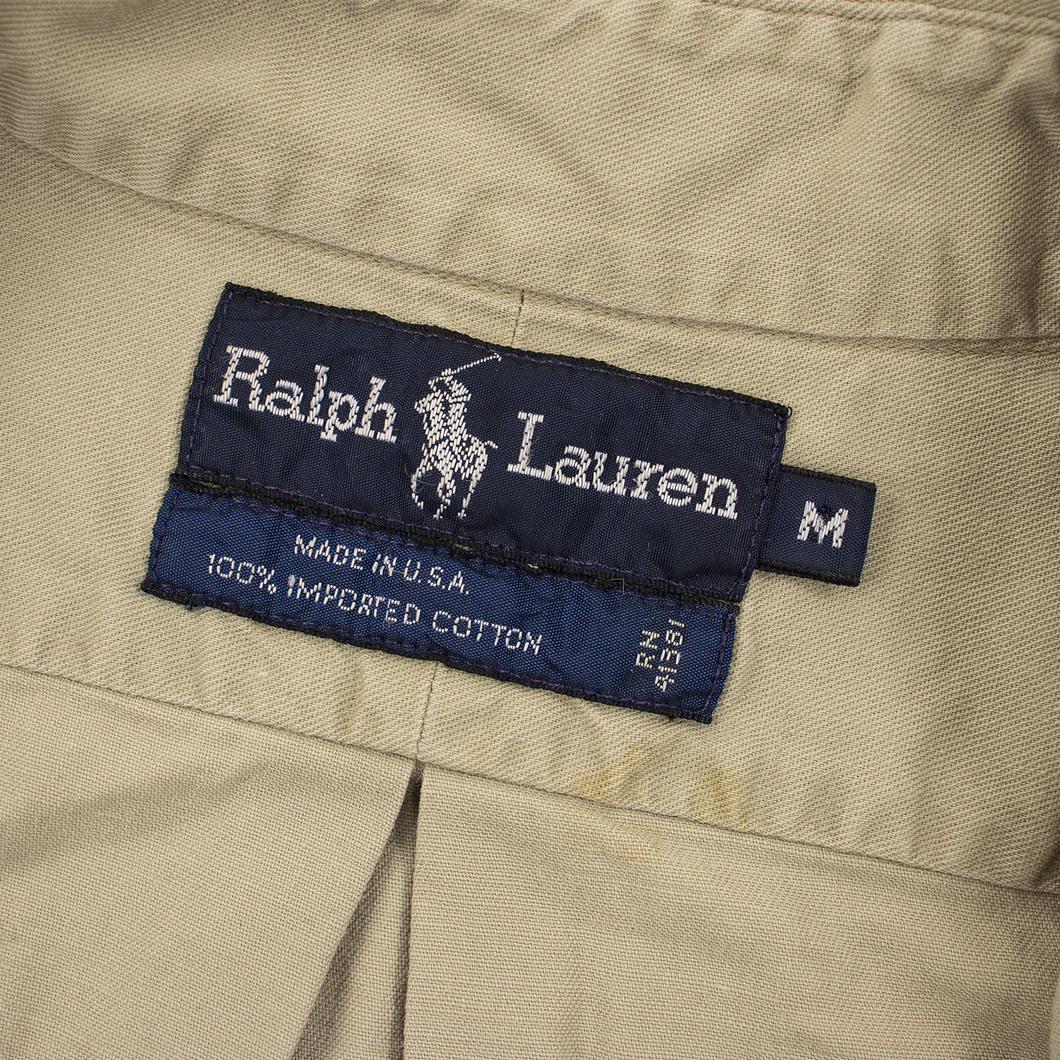 Ralph Lauren
M
MADE IN U.S.A.
100% IMPORTED COTTON
RN
41381